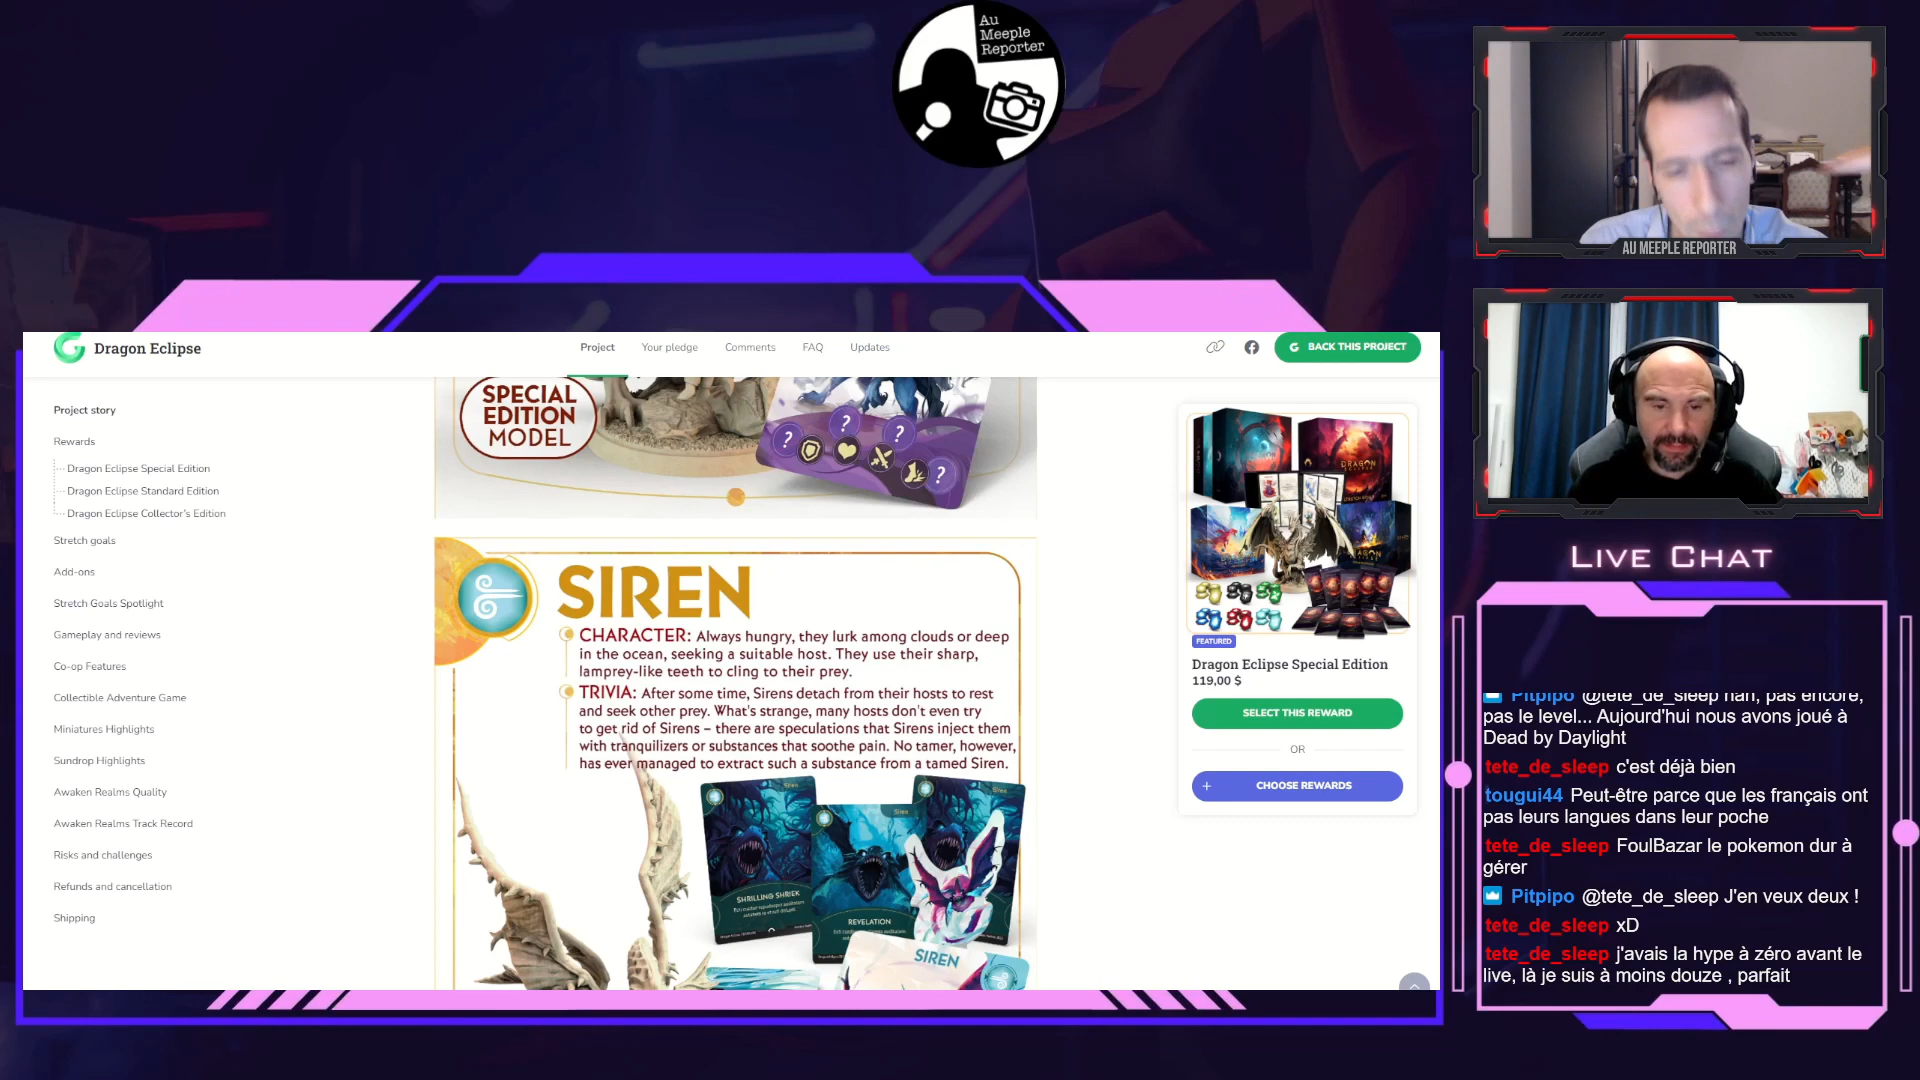 Au
Meeple
Reporter
AU MEEPLE REPORTER
Dragon Eclipse
Project
Your pledge
Comments
FAQ
Updates
BACK THIS PROJECT
Project story
Rewards
Dragon Eclipse Special Edition
Dragon Eclipse Standard Edition
Dragon Eclipse Collector's Edition
Stretch goals
Add-ons
Stretch Goals Spotlight
Gameplay and reviews
Co-op Features
Collectible Adventure Game
Miniatures Highlights
Sundrop Highlights
Awaken Realms Quality
Awaken Realms Track Record
Risks and challenges
Refunds and cancellation
Shipping
SPECIAL
EDITION
MODEL
? ? ? ?
SIREN
CHARACTER: Always hungry, they lurk among clouds or deep
in the ocean, seeking a suitable host. They use their sharp,
lamprey-like teeth to cling to their prey.
TRIVIA: After some time, Sirens detach from their hosts to rest
and seek other prey. What's strange, many hosts don't even try
to get rid of Sirens – there are speculations that Sirens inject them
with tranquilizers or substances that soothe pain. No tamer, however,
has ever managed to extract such a substance from a tamed Siren.
Siren
Siren
Siren
SHRILLING SHRIEK
REVELATION
SIREN
DRAGON
ECLIPSE
FEATURED
Dragon Eclipse Special Edition
119,00 $
SELECT THIS REWARD
OR
+ CHOOSE REWARDS
LIVE CHAT
Pitpipo @tete_de_sleep nan, pas encore,
pas le level... Aujourd'hui nous avons joué à
Dead by Daylight
tete_de_sleep c'est déjà bien
tougui44 Peut-être parce que les français ont
pas leurs langues dans leur poche
tete_de_sleep FoulBazar le pokemon dur à
gérer
Pitpipo @tete_de_sleep J'en veux deux !
tete_de_sleep xD
tete_de_sleep j'avais la hype à zéro avant le
live, là je suis à moins douze , parfait